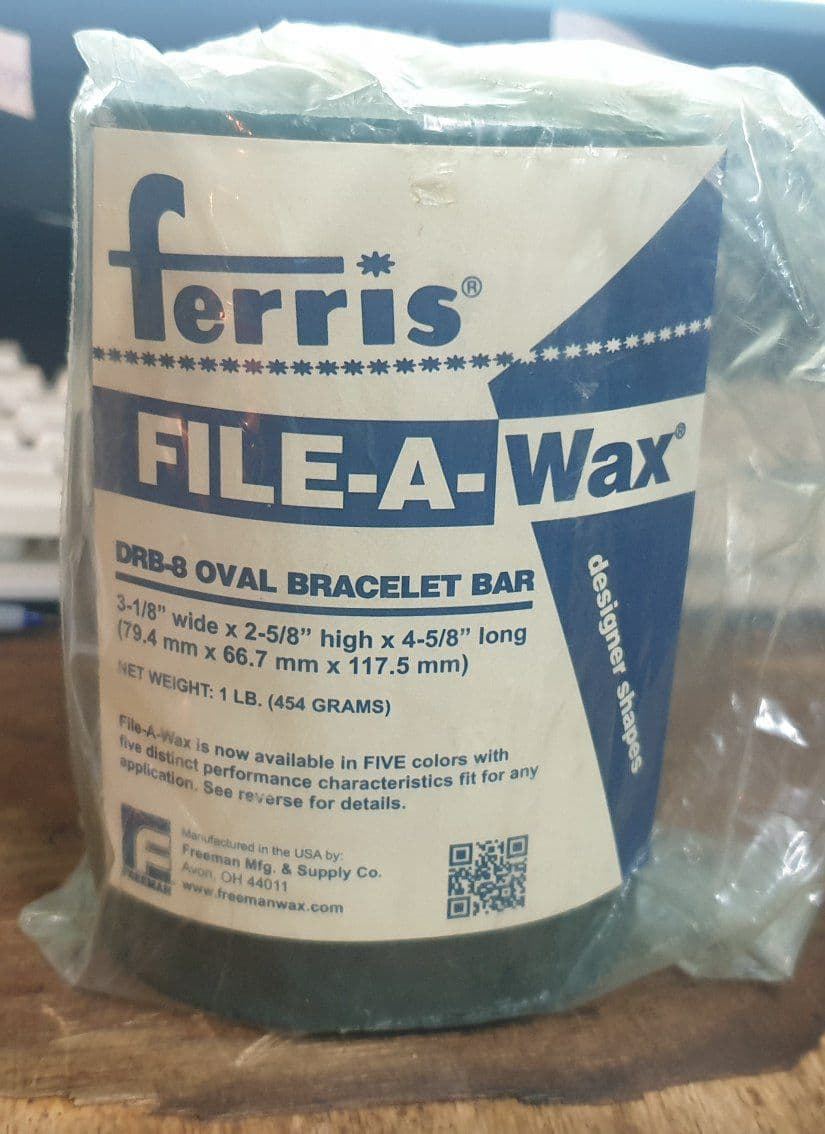 ferris®
FILE-A-Wax®
DRB-8 OVAL BRACELET BAR
3-1/8” wide x 2-5/8” high x 4-5/8” long
(79.4 mm x 66.7 mm x 117.5 mm)
NET WEIGHT: 1 LB. (454 GRAMS)
designer shapes
File-A-Wax is now available in FIVE colors with
five distinct performance characteristics fit for any
application. See reverse for details.
FREEMAN
Manufactured in the USA by:
Freeman Mfg. & Supply Co.
Avon, OH 44011
www.freemanwax.com